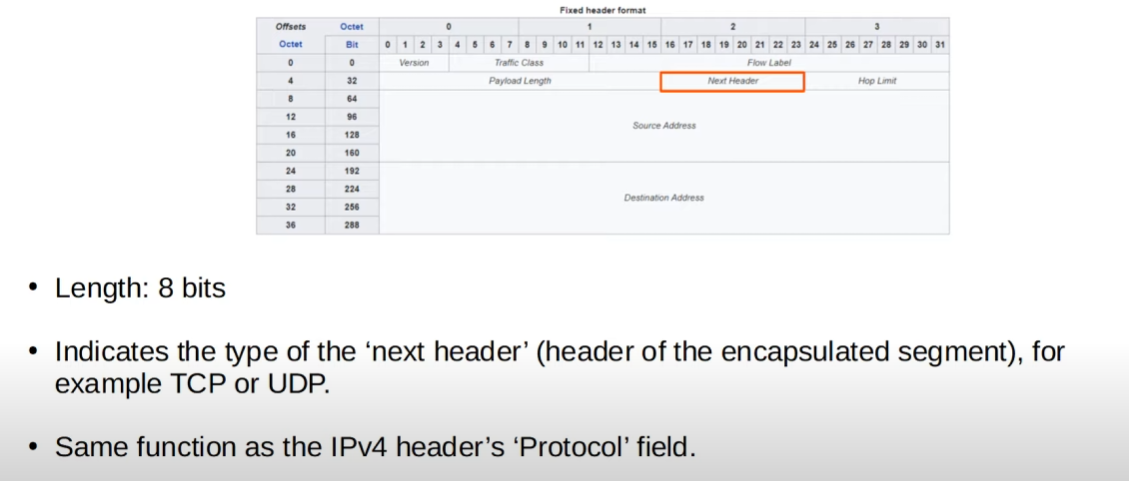 Fixed header format
Offsets Octet 0 1 2 3
Octet Bit 0 1 2 3 4 5 6 7 8 9 10 11 12 13 14 15 16 17 18 19 20 21 22 23 24 25 26 27 28 29 30 31
0 0 Version Traffic Class Flow Label
4 32 Payload Length Next Header Hop Limit
8 64
12 96
Source Address
16 128
20 160
24 192
28 224
Destination Address
32 256
36 288
• Length: 8 bits
• Indicates the type of the ‘next header’ (header of the encapsulated segment), for
example TCP or UDP.
• Same function as the IPv4 header’s ‘Protocol’ field.